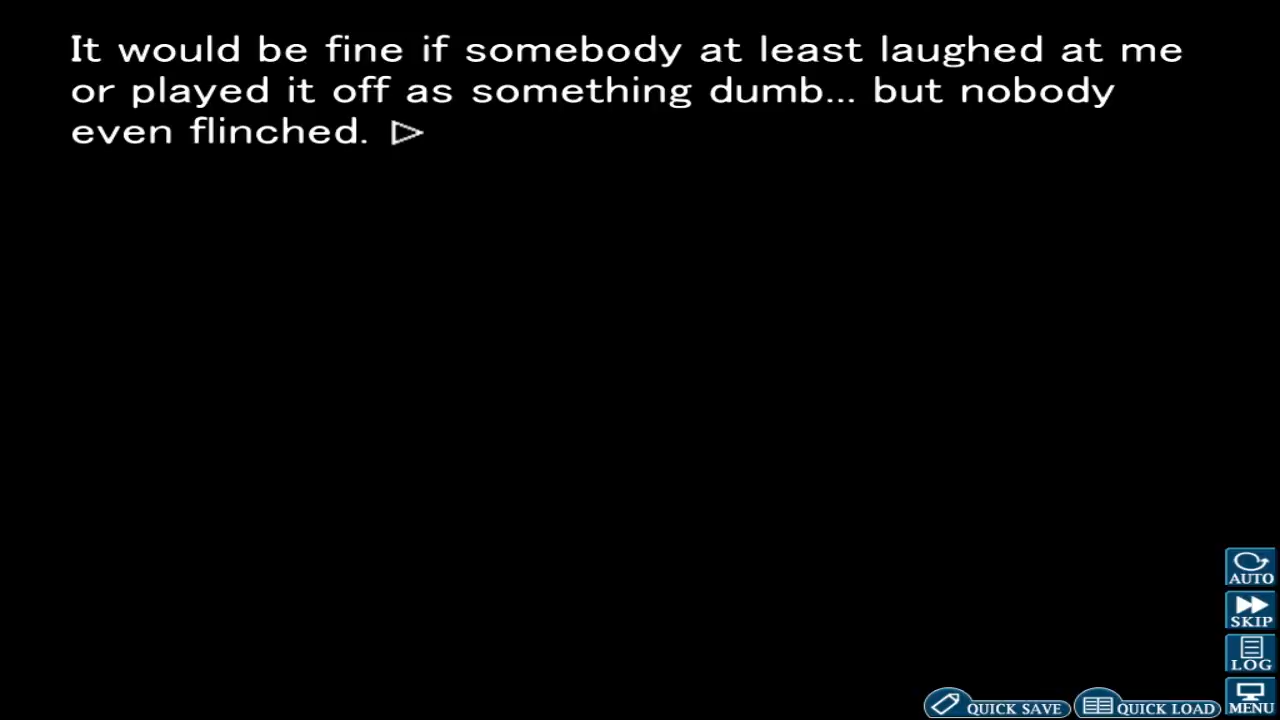 It would be fine if somebody at least laughed at me
or played it off as something dumb... but nobody
even flinched.
AUTO
SKIP
LOG
QUICK SAVE
QUICK LOAD
MENU